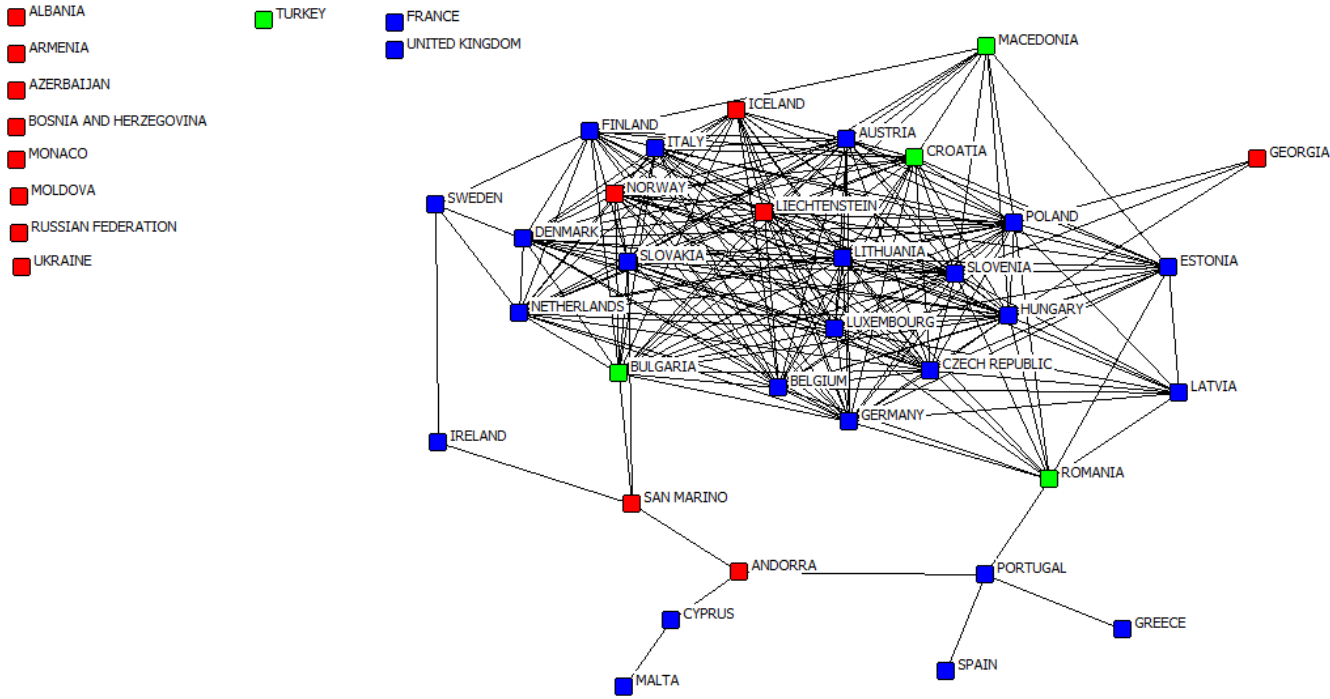 ALBANIA
TURKEY
FRANCE
UNITED KINGDOM
ARMENIA
AZERBAIJAN
BOSNIA AND HERZEGOVINA
MONACO
MOLDOVA
RUSSIAN FEDERATION
UKRAINE
MACEDONIA
ICELAND
FINLAND
ITALY
AUSTRIA
CROATIA
GEORGIA
NORWAY
SWEDEN
LIECHTENSTEIN
POLAND
DENMARK
SLOVAKIA
LITHUANIA
SLOVENIA
ESTONIA
NETHERLANDS
LUXEMBOURG
HUNGARY
BULGARIA
BELGIUM
CZECH REPUBLIC
LATVIA
GERMANY
IRELAND
ROMANIA
SAN MARINO
ANDORRA
PORTUGAL
CYPRUS
GREECE
SPAIN
MALTA